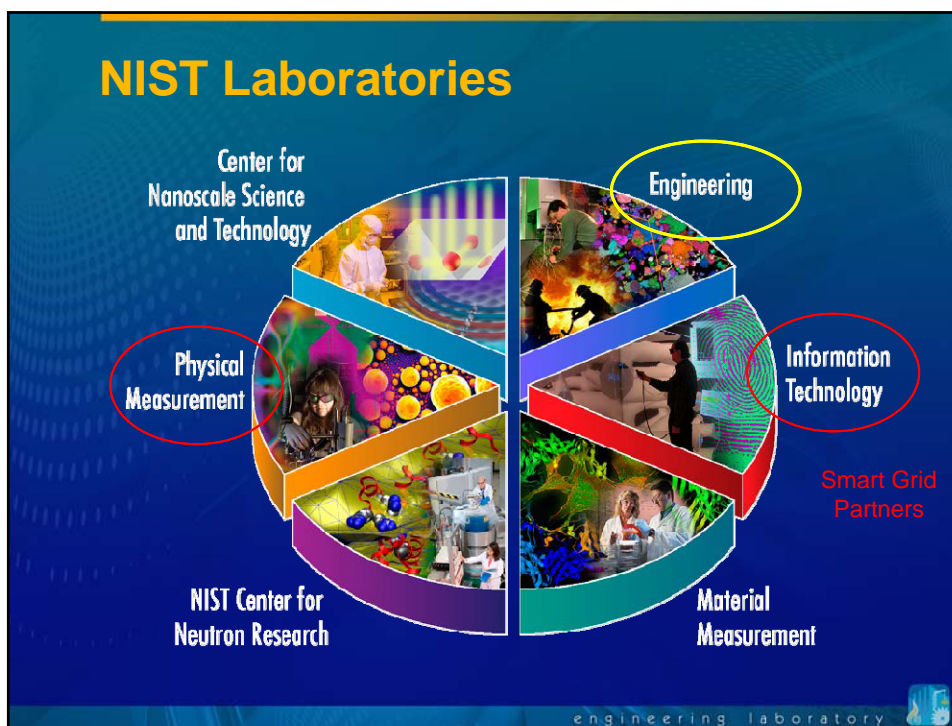 NIST Laboratories
Center for
Nanoscale Science
and Technology
Engineering
Physical
Measurement
Information
Technology
Smart Grid
Partners
NIST Center for
Neutron Research
Material
Measurement
engineering laboratory